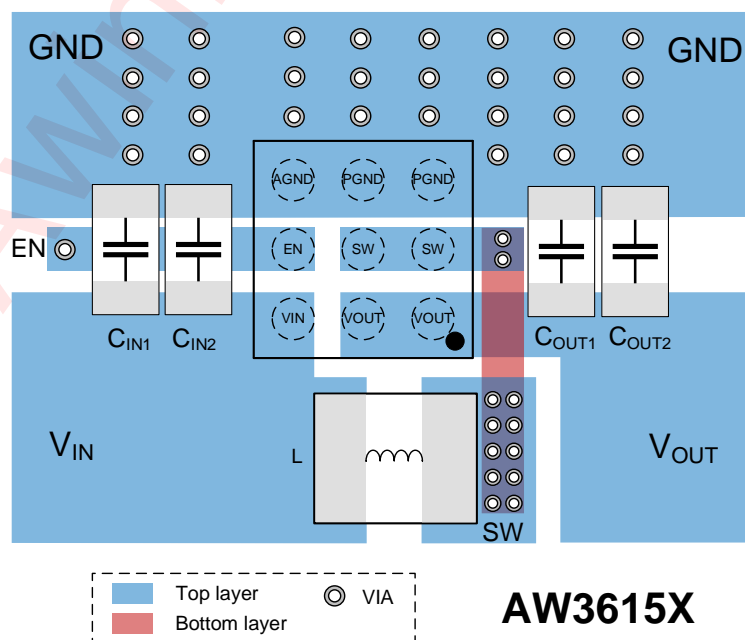 GND
GND
AGND PGND PGND
EN
EN SW SW
VIN VOUT VOUT
CIN1 CIN2
COUT1 COUT2
VIN
L
VOUT
SW
Top layer VIA
Bottom layer
AW3615X